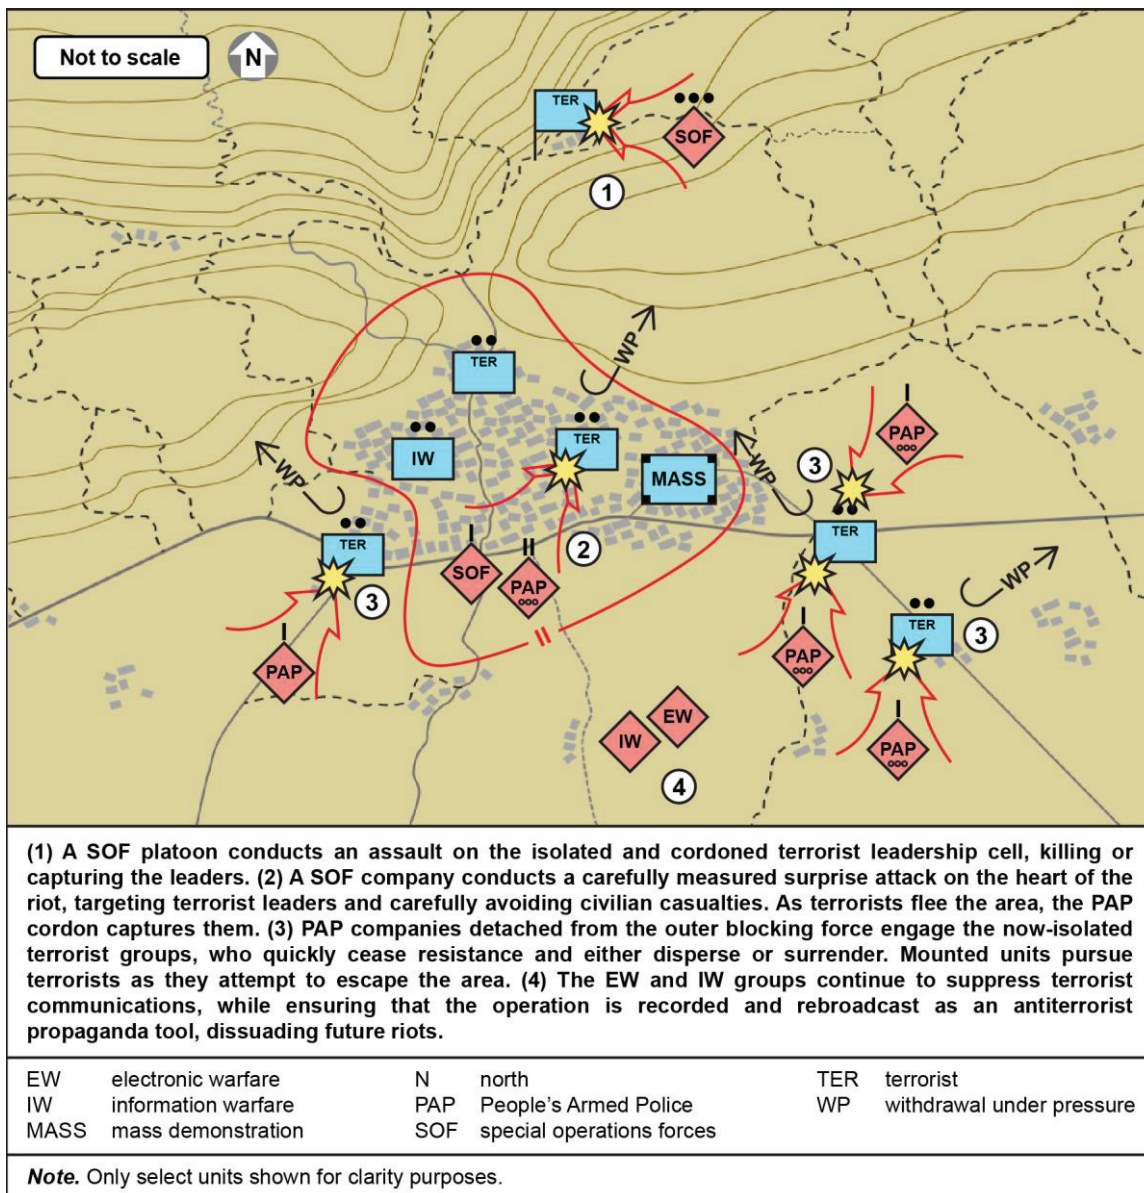 Not to scale
N
TER
SOF
1
WP
TER
TER
IW
MASS
WP
WP
3
PAP
TER
TER
3
SOF
PAP
2
PAP
TER
WP
TER
3
PAP
PAP
IW
EW
4
(1) A SOF platoon conducts an assault on the isolated and cordoned terrorist leadership cell, killing or
capturing the leaders. (2) A SOF company conducts a carefully measured surprise attack on the heart of the
riot, targeting terrorist leaders and carefully avoiding civilian casualties. As terrorists flee the area, the PAP
cordon captures them. (3) PAP companies detached from the outer blocking force engage the now-isolated
terrorist groups, who quickly cease resistance and either disperse or surrender. Mounted units pursue
terrorists as they attempt to escape the area. (4) The EW and IW groups continue to suppress terrorist
communications, while ensuring that the operation is recorded and rebroadcast as an antiterrorist
propaganda tool, dissuading future riots.
EW electronic warfare N north TER terrorist
IW information warfare PAP People's Armed Police WP withdrawal under pressure
MASS mass demonstration SOF special operations forces
Note. Only select units shown for clarity purposes.